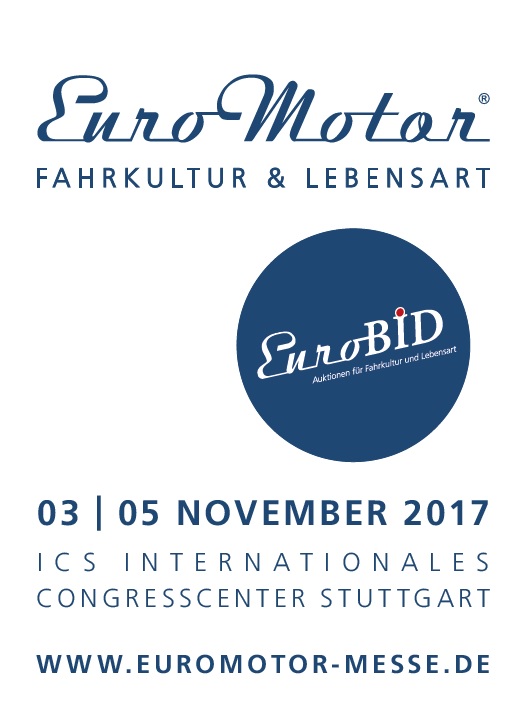 EuroMotor®
FAHRKULTUR & LEBENSART
EuroBiD
Auktionen für Fahrkultur und Lebensart
03 | 05 NOVEMBER 2017
ICS INTERNATIONALES
CONGRESSCENTER STUTTGART
WWW.EUROMOTOR-MESSE.DE